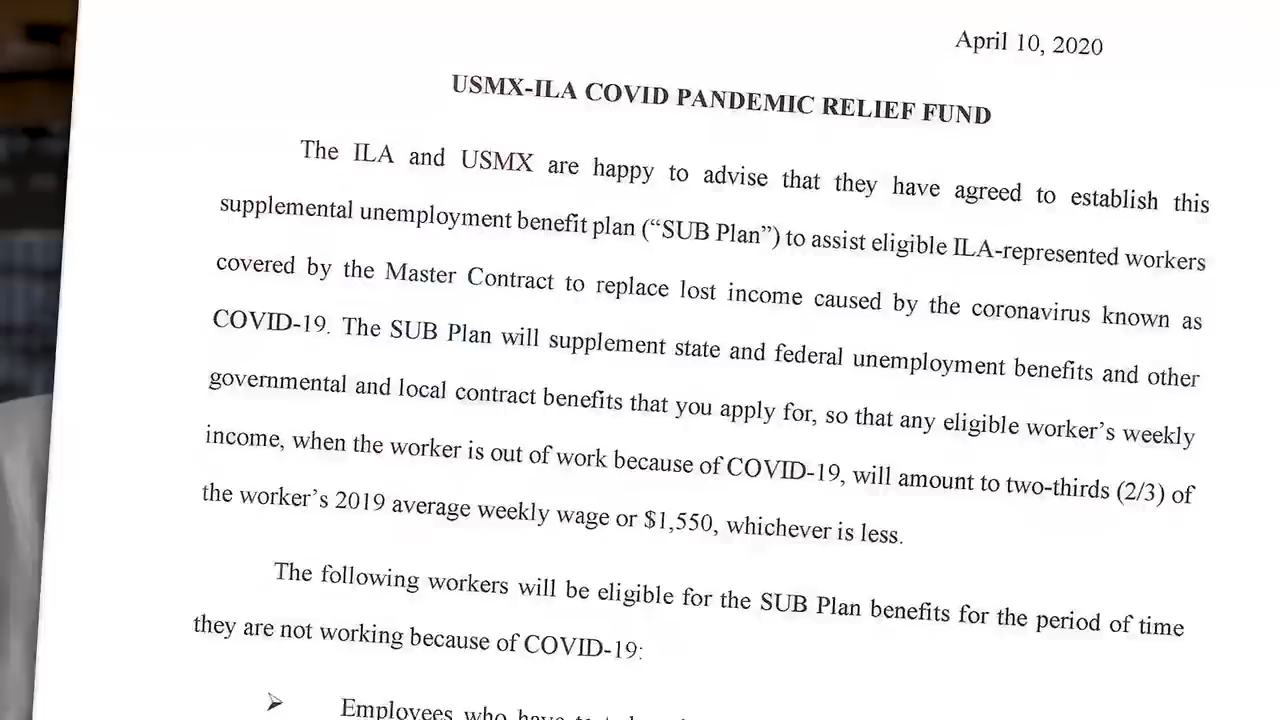 April 10, 2020
USMX-ILA COVID PANDEMIC RELIEF FUND
The ILA and USMX are happy to advise that they have agreed to establish this
supplemental unemployment benefit plan (“SUB Plan”) to assist eligible ILA-represented workers
covered by the Master Contract to replace lost income caused by the coronavirus known as
COVID-19. The SUB Plan will supplement state and federal unemployment benefits and other
governmental and local contract benefits that you apply for, so that any eligible worker’s weekly
income, when the worker is out of work because of COVID-19, will amount to two-thirds (2/3) of
the worker’s 2019 average weekly wage or $1,550, whichever is less.
The following workers will be eligible for the SUB Plan benefits for the period of time
they are not working because of COVID-19:
➢ Employees who have